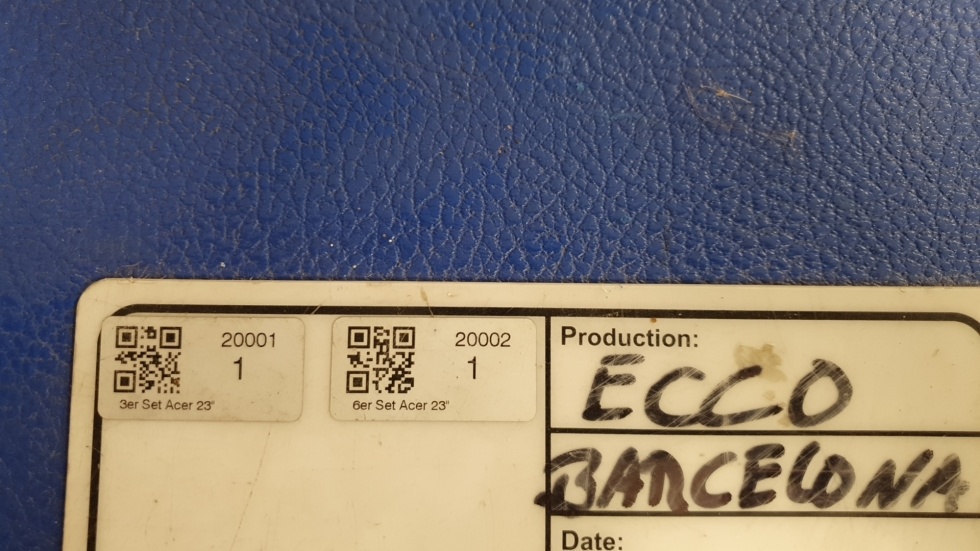 20001
1
3er Set Acer 23"
20002
1
6er Set Acer 23"
Production:
ECCO
BARCELONA
Date: